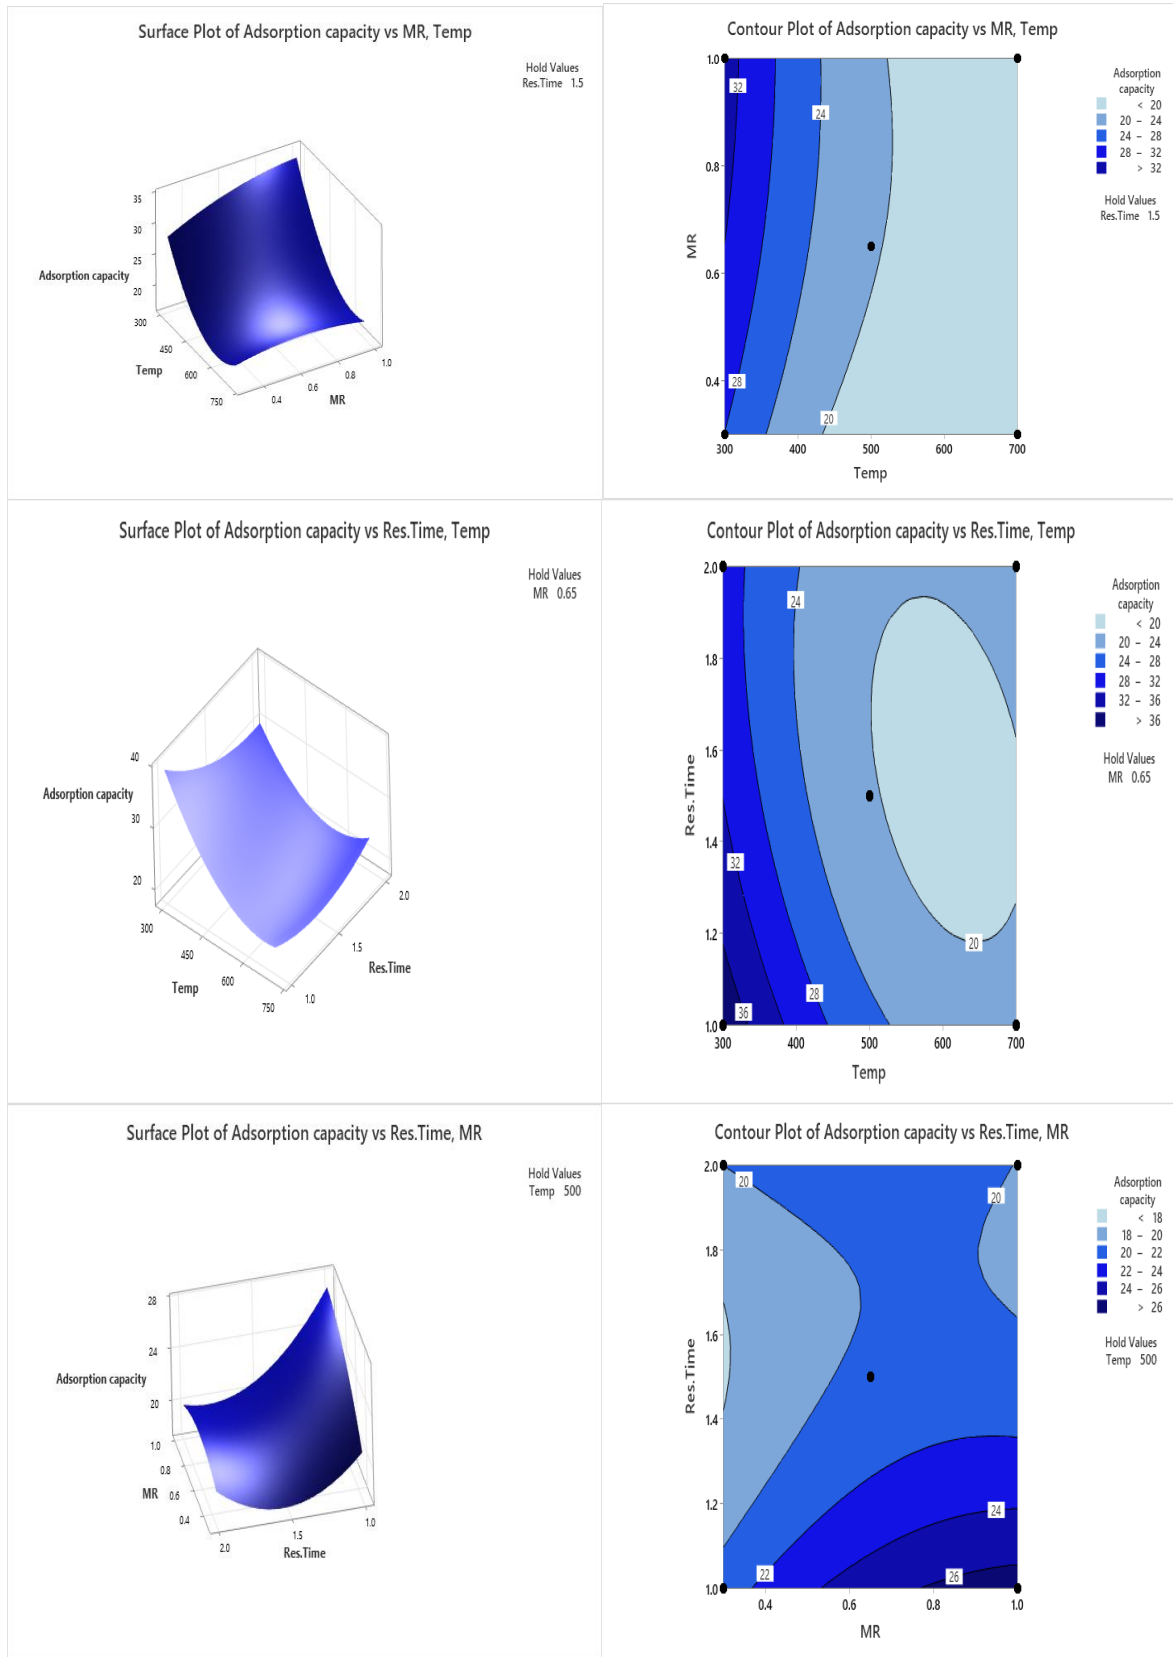 Surface Plot of Adsorption capacity vs MR, Temp
Hold Values
Res.Time 1.5
35
30
25
20
Adsorption capacity
300
450
600
750
Temp
0.4
0.6
0.8
1.0
MR
Contour Plot of Adsorption capacity vs MR, Temp
1.0
0.8
0.6
0.4
MR
32
24
28
20
300
400
500
600
700
Temp
Adsorption
capacity
< 20
20 – 24
24 – 28
28 – 32
> 32
Hold Values
Res.Time 1.5
Surface Plot of Adsorption capacity vs Res.Time, Temp
Hold Values
MR 0.65
40
30
20
Adsorption capacity
300
450
600
750
Temp
1.0
1.5
2.0
Res.Time
Contour Plot of Adsorption capacity vs Res.Time, Temp
2.0
1.8
1.6
1.4
1.2
1.0
Res.Time
24
32
20
28
36
300
400
500
600
700
Temp
Adsorption
capacity
< 20
20 – 24
24 – 28
28 – 32
32 – 36
> 36
Hold Values
MR 0.65
Surface Plot of Adsorption capacity vs Res.Time, MR
Hold Values
Temp 500
28
24
20
Adsorption capacity
1.0
0.8
0.6
0.4
MR
2.0
1.5
1.0
Res.Time
Contour Plot of Adsorption capacity vs Res.Time, MR
2.0
1.8
1.6
1.4
1.2
1.0
Res.Time
20
20
24
22
26
0.4
0.6
0.8
1.0
MR
Adsorption
capacity
< 18
18 – 20
20 – 22
22 – 24
24 – 26
> 26
Hold Values
Temp 500